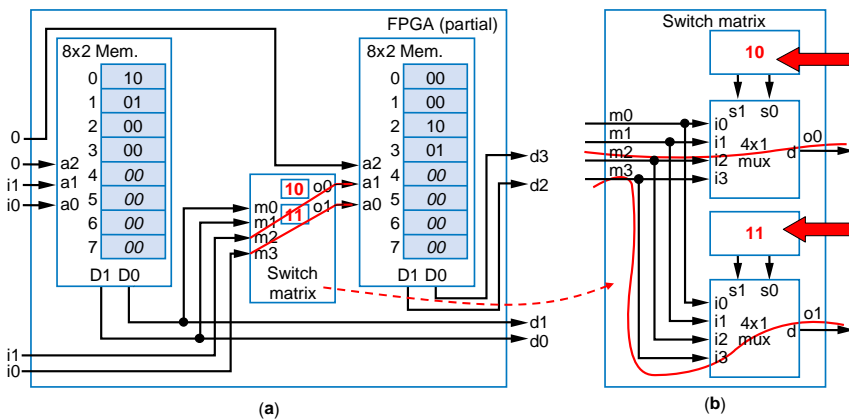 FPGA (partial)
8x2 Mem.
0 10
1 01
2 00
3 00
4 00
5 00
6 00
7 00
D1 D0
0
0 a2
i1 a1
i0 a0
i1
i0
m0
m1
m2
m3
10 o0
11 o1
Switch
matrix
8x2 Mem.
0 00
1 00
2 10
3 01
4 00
5 00
6 00
7 00
a2
a1
a0
D1 D0
d3
d2
d1
d0
(a)
Switch matrix
10
s1 s0
m0
m1
m2
m3
i0
i1
i2
i3
4x1
mux
d
o0
11
s1 s0
i0
i1
i2
i3
4x1
mux
d
o1
(b)